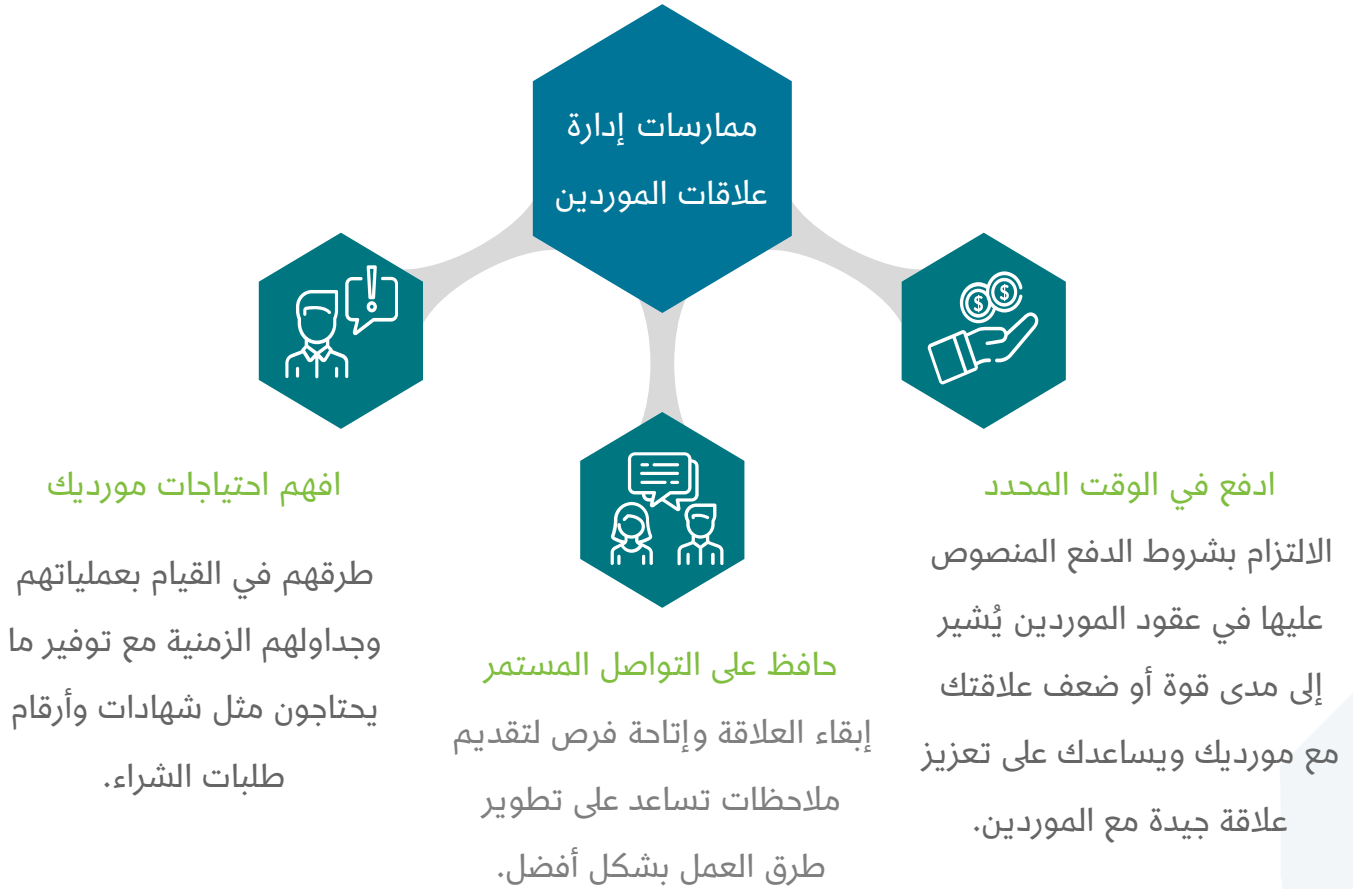 ممارسات إدارة
علاقات الموردين
ادفع في الوقت المحدد
الالتزام بشروط الدفع المنصوص
عليها في عقود الموردين يُشير
إلى مدى قوة أو ضعف علاقتك
مع مورديك ويساعدك على تعزيز
علاقة جيدة مع الموردين.
حافظ على التواصل المستمر
إبقاء العلاقة وإتاحة فرص لتقديم
ملاحظات تساعد على تطوير
طرق العمل بشكل أفضل.
افهم احتياجات مورديك
طرقهم في القيام بعملياتهم
وجداولهم الزمنية مع توفير ما
يحتاجون مثل شهادات وأرقام
طلبات الشراء.